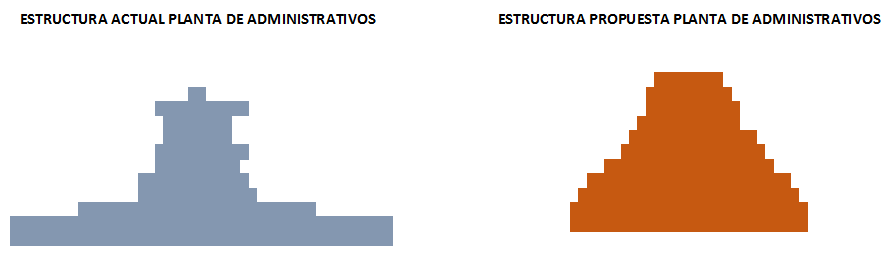 ESTRUCTURA ACTUAL PLANTA DE ADMINISTRATIVOS
ESTRUCTURA PROPUESTA PLANTA DE ADMINISTRATIVOS